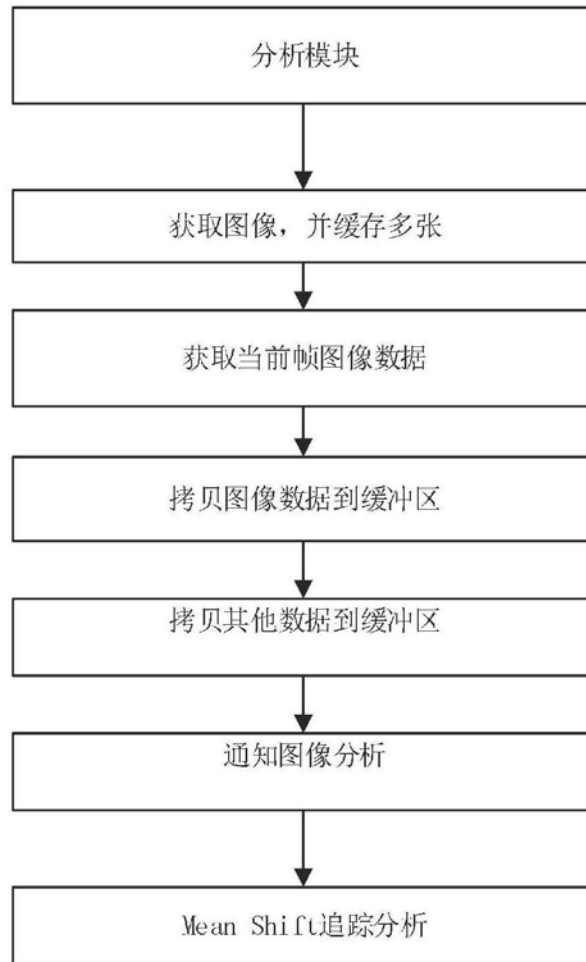 分析模块
获取图像，并缓存多张
获取当前帧图像数据
拷贝图像数据到缓冲区
拷贝其他数据到缓冲区
通知图像分析
Mean Shift追踪分析